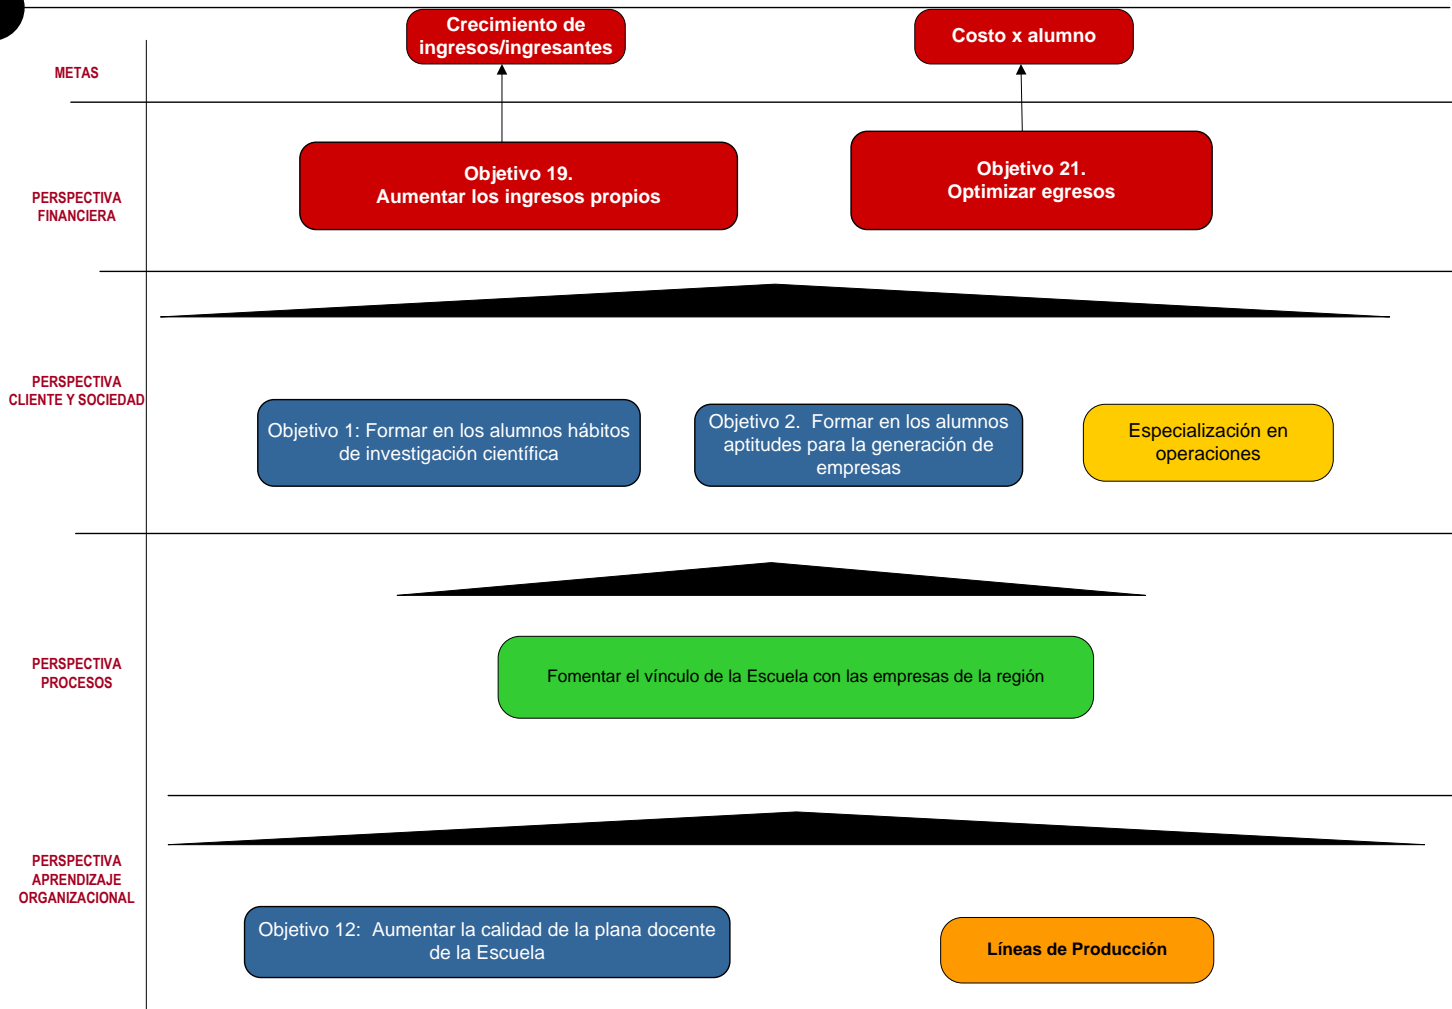 Crecimiento de
ingresos/ingresantes
Costo x alumno
METAS
Objetivo 19.
Aumentar los ingresos propios
Objetivo 21.
Optimizar egresos
PERSPECTIVA
FINANCIERA
PERSPECTIVA
CLIENTE Y SOCIEDAD
Objetivo 1: Formar en los alumnos hábitos
de investigación científica
Objetivo 2.  Formar en los alumnos
aptitudes para la generación de
empresas
Especialización en
operaciones
PERSPECTIVA
PROCESOS
Fomentar el vínculo de la Escuela con las empresas de la región
PERSPECTIVA
APRENDIZAJE
ORGANIZACIONAL
Objetivo 12:  Aumentar la calidad de la plana docente
de la Escuela
Líneas de Producción